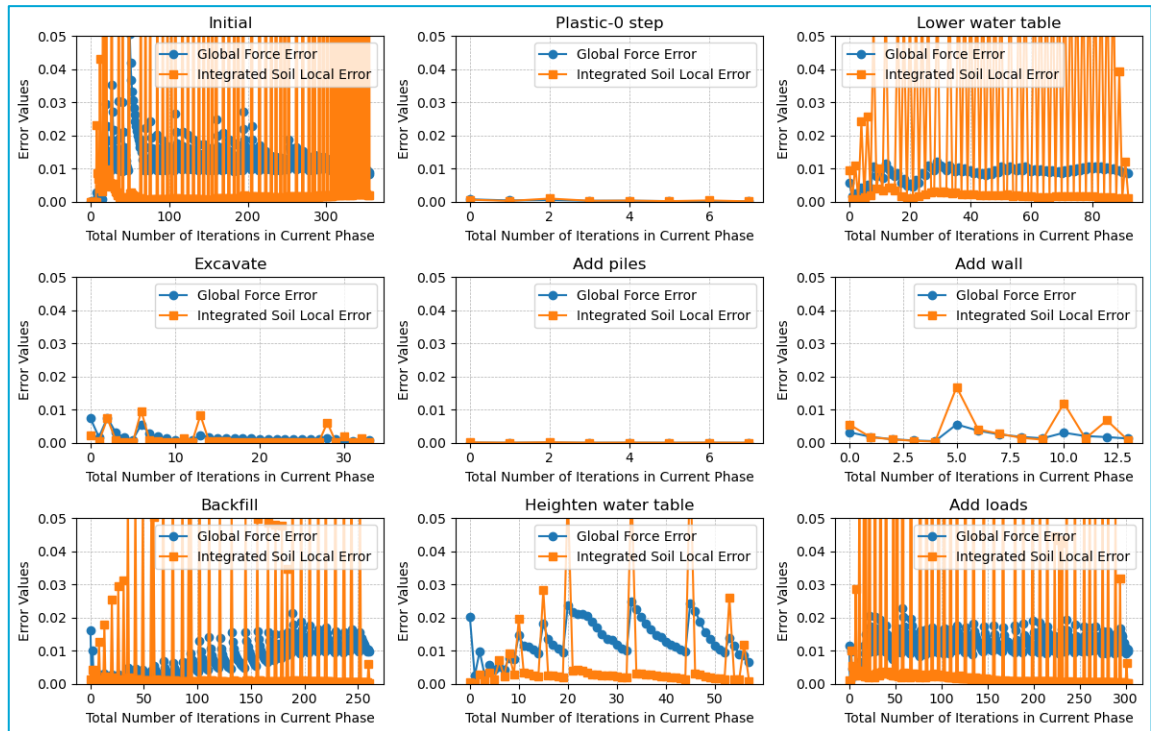 Initial
0.05
0.04
0.03
0.02
0.01
0.00
Error Values
Global Force Error
Integrated Soil Local Error
0 100 200 300
Total Number of Iterations in Current Phase
Plastic-0 step
0.05
0.04
0.03
0.02
0.01
0.00
Error Values
Global Force Error
Integrated Soil Local Error
0 2 4 6
Total Number of Iterations in Current Phase
Lower water table
0.05
0.04
0.03
0.02
0.01
0.00
Error Values
Global Force Error
Integrated Soil Local Error
0 20 40 60 80
Total Number of Iterations in Current Phase
Excavate
0.05
0.04
0.03
0.02
0.01
0.00
Error Values
Global Force Error
Integrated Soil Local Error
0 10 20 30
Total Number of Iterations in Current Phase
Add piles
0.05
0.04
0.03
0.02
0.01
0.00
Error Values
Global Force Error
Integrated Soil Local Error
0 2 4 6
Total Number of Iterations in Current Phase
Add wall
0.05
0.04
0.03
0.02
0.01
0.00
Error Values
Global Force Error
Integrated Soil Local Error
0.0 2.5 5.0 7.5 10.0 12.5
Total Number of Iterations in Current Phase
Backfill
0.05
0.04
0.03
0.02
0.01
0.00
Error Values
Global Force Error
Integrated Soil Local Error
0 50 100 150 200 250
Total Number of Iterations in Current Phase
Heighten water table
0.05
0.04
0.03
0.02
0.01
0.00
Error Values
Global Force Error
Integrated Soil Local Error
0 10 20 30 40 50
Total Number of Iterations in Current Phase
Add loads
0.05
0.04
0.03
0.02
0.01
0.00
Error Values
Global Force Error
Integrated Soil Local Error
0 50 100 150 200 250 300
Total Number of Iterations in Current Phase